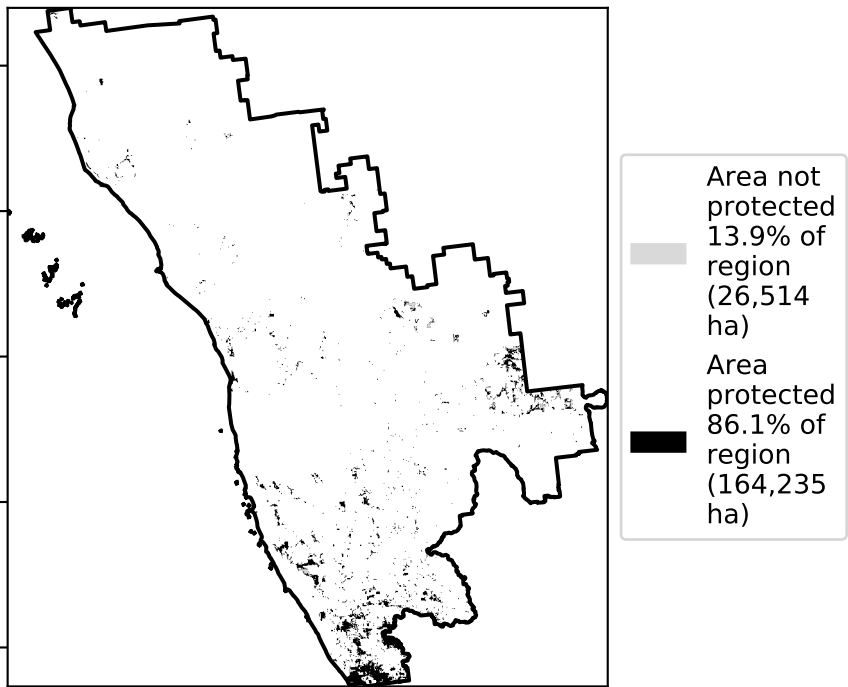 Area not
protected
13.9% of
region
(26,514
ha)
Area
protected
86.1% of
region
(164,235
ha)